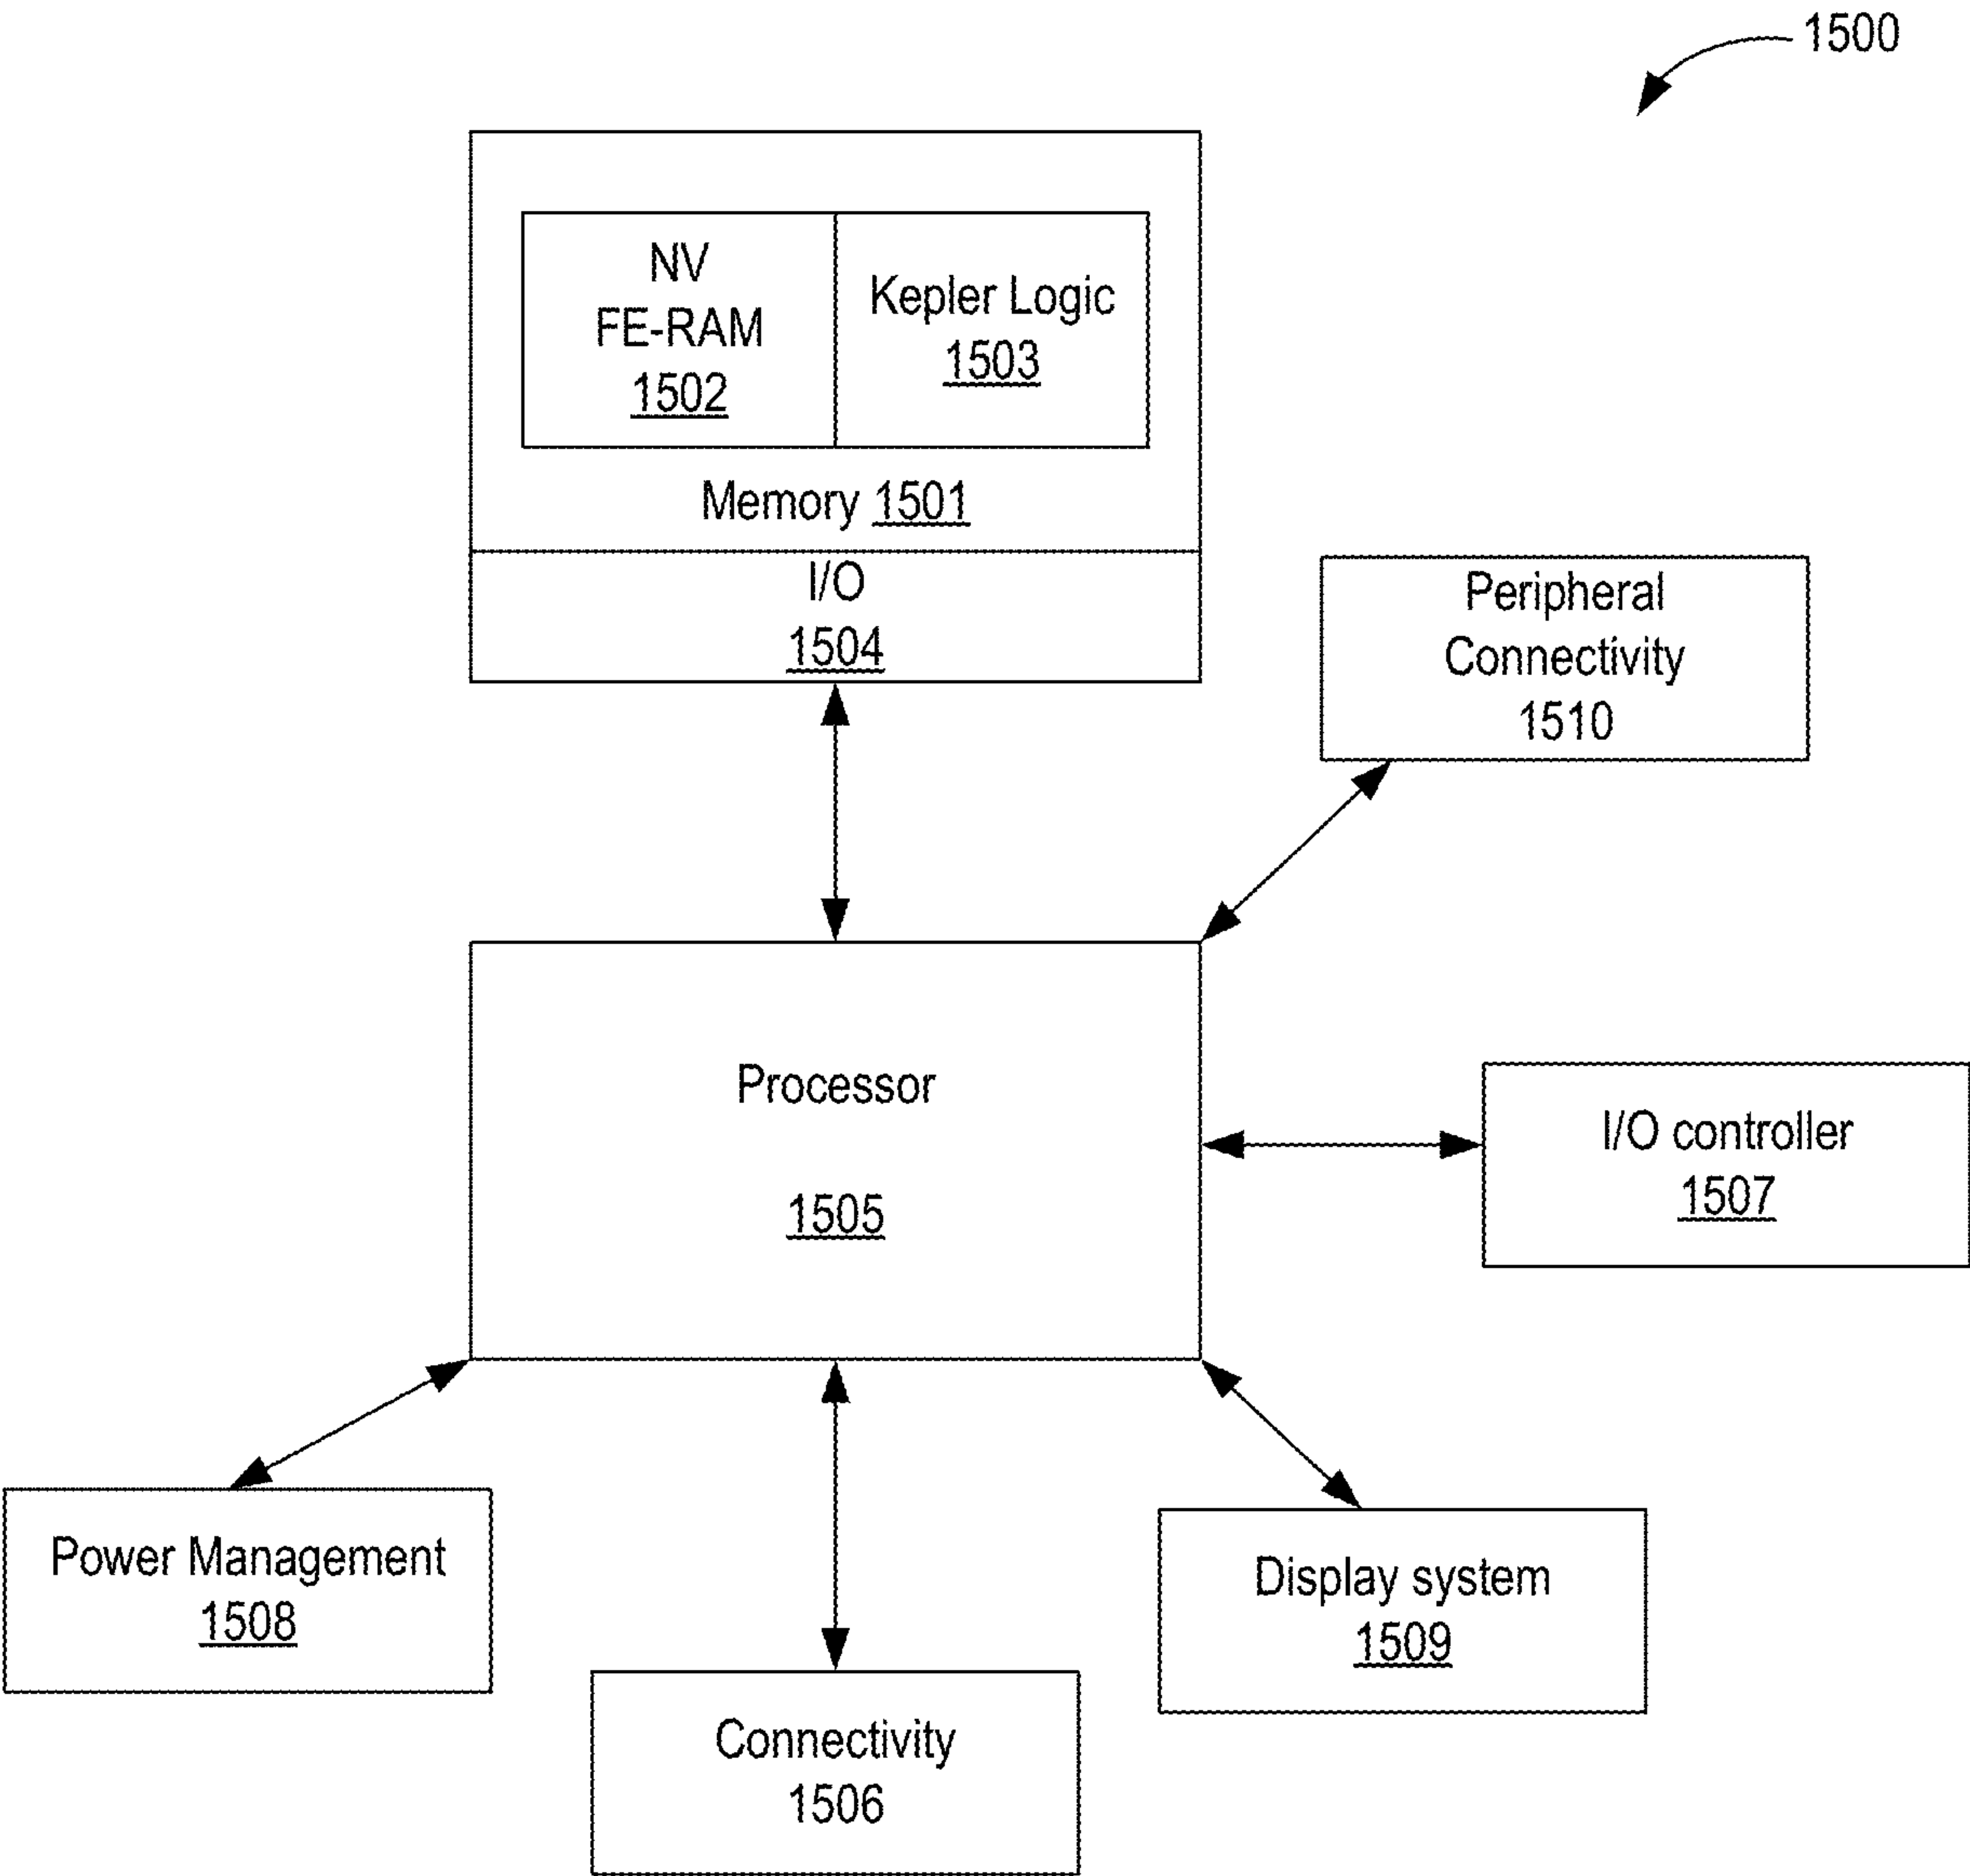 1500
NV
FE-RAM
1502
Kepler Logic
1503
Memory 1501
I/O
1504
Peripheral
Connectivity
1510
Processor
1505
I/O controller
1507
Power Management
1508
Display system
1509
Connectivity
1506